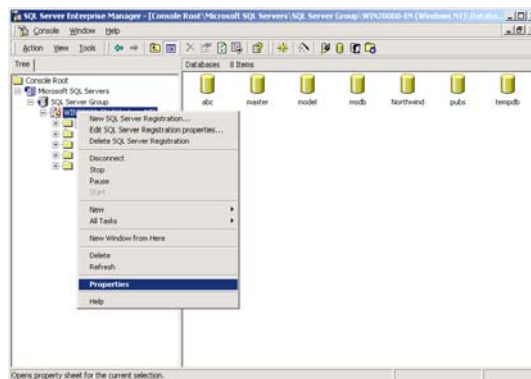 SQL Server Enterprise Manager - [Console Root\Microsoft SQL Servers\SQL Server Group\WIN20000-EN (Windows NT)\Databa...
Console Window Help
Action View Tools
Tree
Databases 8 Items
Console Root
Microsoft SQL Servers
SQL Server Group
abc
master
model
msdb
Northwind
pubs
tempdb
New SQL Server Registration...
Edit SQL Server Registration properties...
Delete SQL Server Registration
Disconnect
Stop
Pause
Start
New
All Tasks
New Window from Here
Delete
Refresh
Properties
Help
Opens property sheet for the current selection.